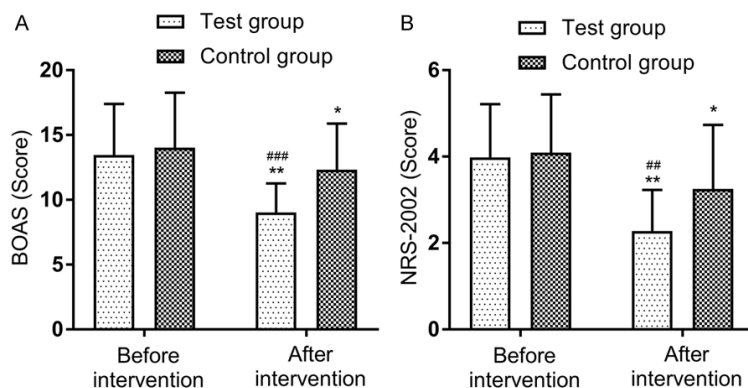 A
Test group
Control group
20
15
10
5
0
BOAS (Score)
###
**
*
Before
intervention
After
intervention
B
Test group
Control group
6
4
2
0
NRS-2002 (Score)
##
**
*
Before
intervention
After
intervention